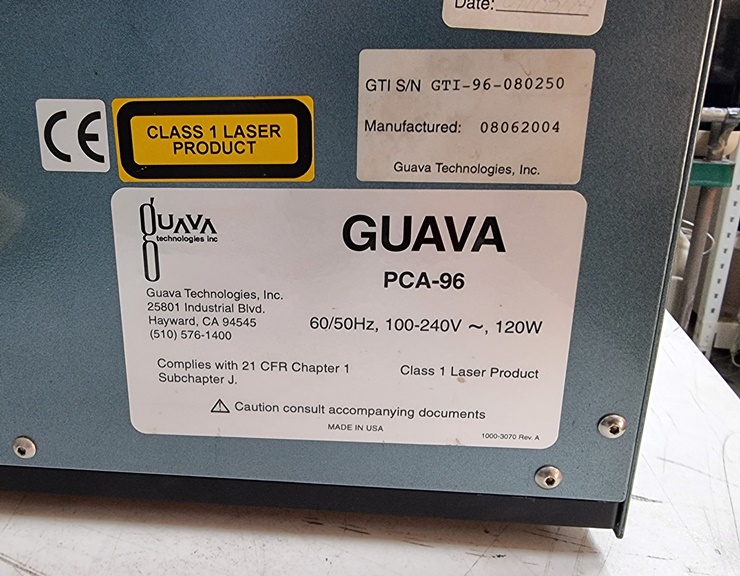 Date:
GTI S/N GTI-96-080250
Manufactured: 08062004
Guava Technologies, Inc.
CE
CLASS 1 LASER
PRODUCT
guava
technologies inc
GUAVA
PCA-96
Guava Technologies, Inc.
25801 Industrial Blvd.
Hayward, CA 94545
(510) 576-1400
60/50Hz, 100-240V ~, 120W
Complies with 21 CFR Chapter 1
Subchapter J.
Class 1 Laser Product
⚠ Caution consult accompanying documents
MADE IN USA
1000-3070 Rev. A